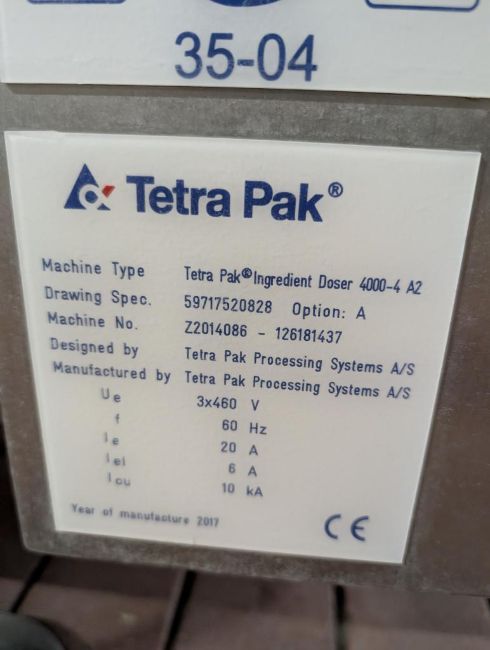 35-04
Tetra Pak®
Machine Type Tetra Pak® Ingredient Doser 4000-4 A2
Drawing Spec. 59717520828 Option: A
Machine No. Z2014086 - 126181437
Designed by Tetra Pak Processing Systems A/S
Manufactured by Tetra Pak Processing Systems A/S
Ue 3x460 V
f 60 Hz
Ie 20 A
Iel 6 A
Icu 10 kA
Year of manufacture 2017
CE